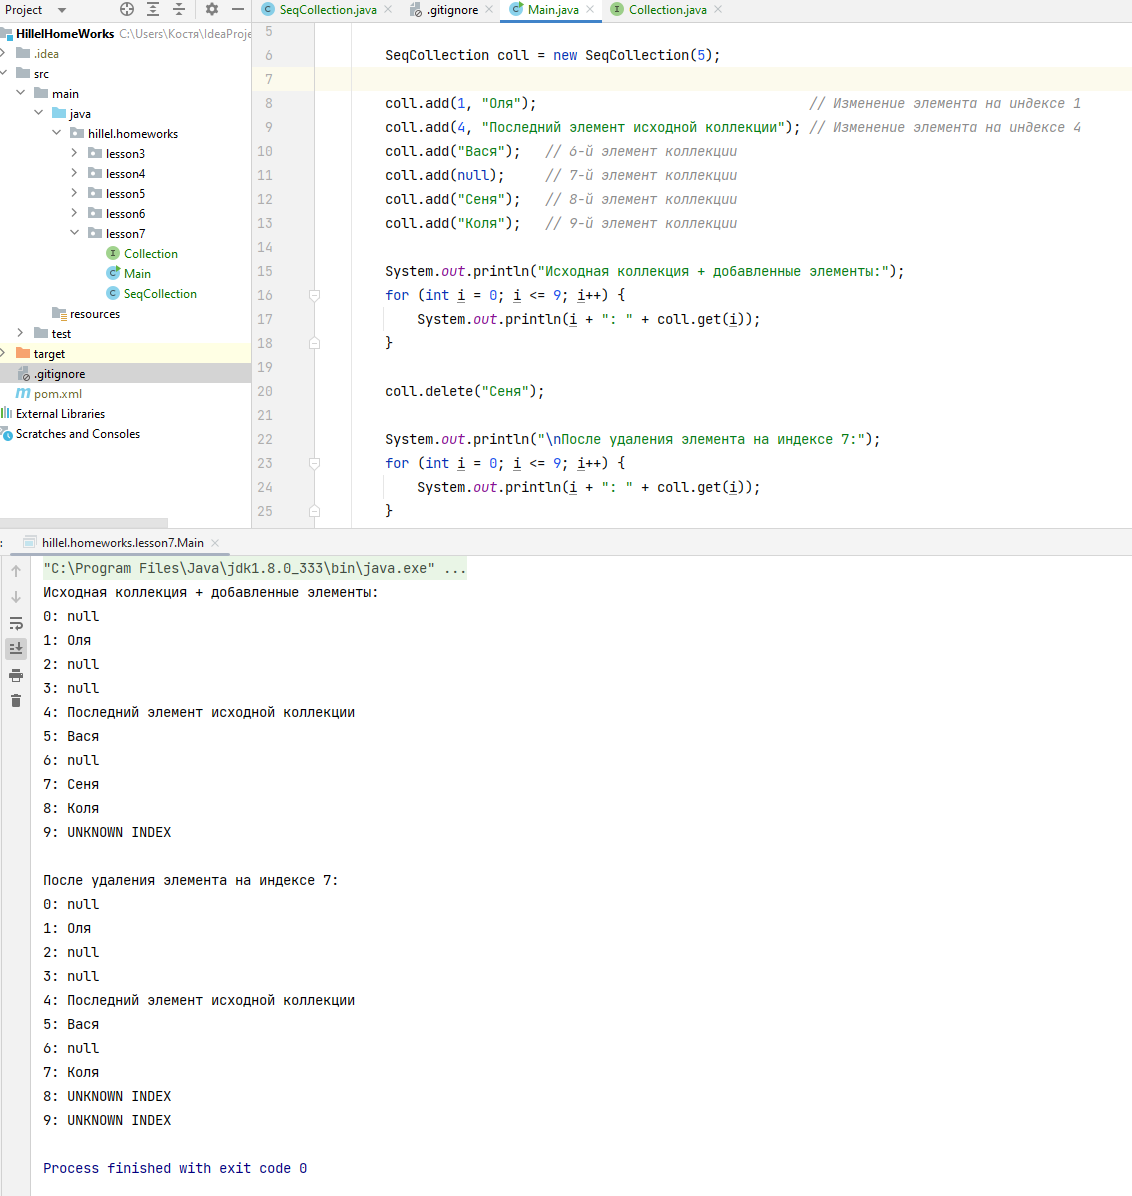 Project
HillelHomeWorks C:\Users\Костя\IdeaProje
.idea
src
main
java
hillel.homeworks
lesson3
lesson4
lesson5
lesson6
lesson7
Collection
Main
SeqCollection
resources
test
target
.gitignore
pom.xml
External Libraries
Scratches and Consoles
SeqCollection.java .gitignore Main.java Collection.java
5
6 SeqCollection coll = new SeqCollection(5);
7
8 coll.add(1, "Оля"); // Изменение элемента на индексе 1
9 coll.add(4, "Последний элемент исходной коллекции"); // Изменение элемента на индексе 4
10 coll.add("Вася"); // 6-й элемент коллекции
11 coll.add(null); // 7-й элемент коллекции
12 coll.add("Сеня"); // 8-й элемент коллекции
13 coll.add("Коля"); // 9-й элемент коллекции
14
15 System.out.println("Исходная коллекция + добавленные элементы:");
16 for (int i = 0; i <= 9; i++) {
17 System.out.println(i + ": " + coll.get(i));
18 }
19
20 coll.delete("Сеня");
21
22 System.out.println("\nПосле удаления элемента на индексе 7:");
23 for (int i = 0; i <= 9; i++) {
24 System.out.println(i + ": " + coll.get(i));
25 }
: hillel.homeworks.lesson7.Main
"C:\Program Files\Java\jdk1.8.0_333\bin\java.exe" ...
Исходная коллекция + добавленные элементы:
0: null
1: Оля
2: null
3: null
4: Последний элемент исходной коллекции
5: Вася
6: null
7: Сеня
8: Коля
9: UNKNOWN INDEX
После удаления элемента на индексе 7:
0: null
1: Оля
2: null
3: null
4: Последний элемент исходной коллекции
5: Вася
6: null
7: Коля
8: UNKNOWN INDEX
9: UNKNOWN INDEX
Process finished with exit code 0